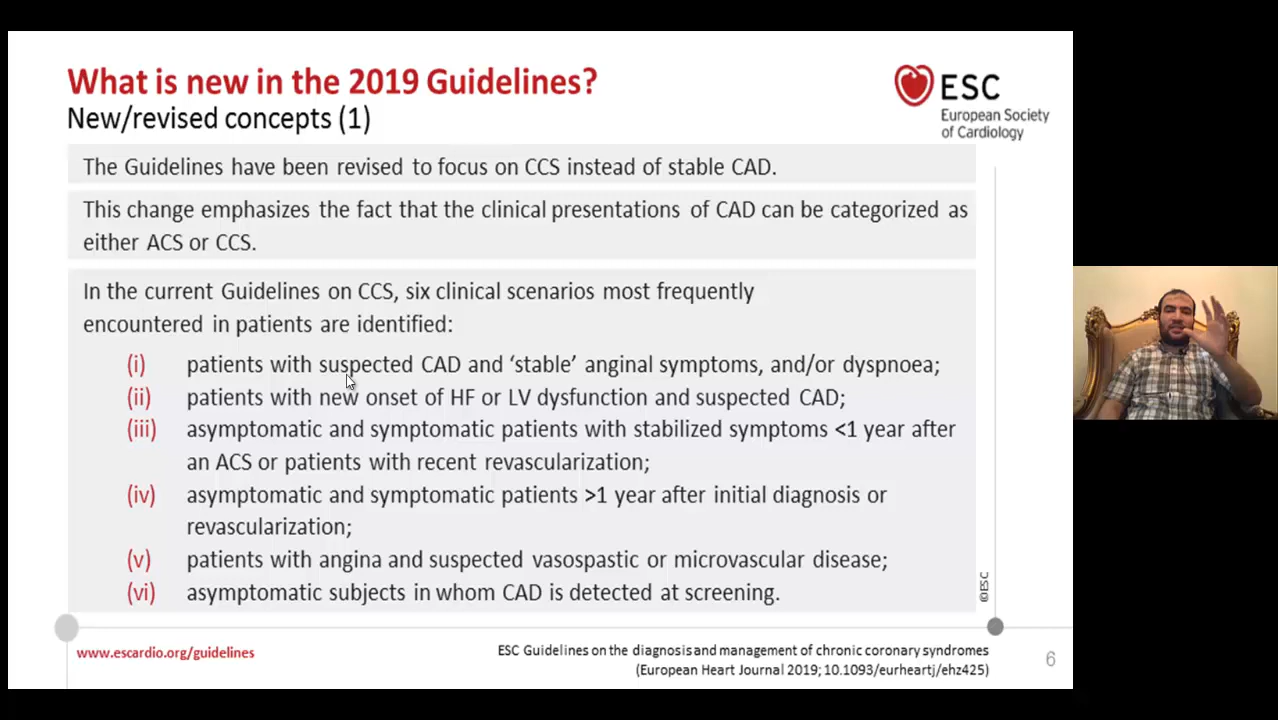 What is new in the 2019 Guidelines?
New/revised concepts (1)
ESC
European Society
of Cardiology
The Guidelines have been revised to focus on CCS instead of stable CAD.
This change emphasizes the fact that the clinical presentations of CAD can be categorized as
either ACS or CCS.
In the current Guidelines on CCS, six clinical scenarios most frequently
encountered in patients are identified:
(i) patients with suspected CAD and ‘stable’ anginal symptoms, and/or dyspnoea;
(ii) patients with new onset of HF or LV dysfunction and suspected CAD;
(iii) asymptomatic and symptomatic patients with stabilized symptoms <1 year after
an ACS or patients with recent revascularization;
(iv) asymptomatic and symptomatic patients >1 year after initial diagnosis or
revascularization;
(v) patients with angina and suspected vasospastic or microvascular disease;
(vi) asymptomatic subjects in whom CAD is detected at screening.
©ESC
www.escardio.org/guidelines
ESC Guidelines on the diagnosis and management of chronic coronary syndromes
(European Heart Journal 2019; 10.1093/eurheartj/ehz425)
6